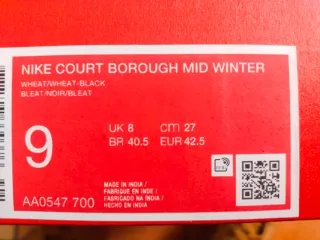 NIKE COURT BOROUGH MID WINTER
WHEAT/WHEAT-BLACK
BLEAT/NOIR/BLEAT
9
UK 8 cm 27
BR 40.5 EUR 42.5
AA0547 700
MADE IN INDIA /
FABRIQUE EN INDE /
FABRICADO NA ÍNDIA /
HECHO EN INDIA